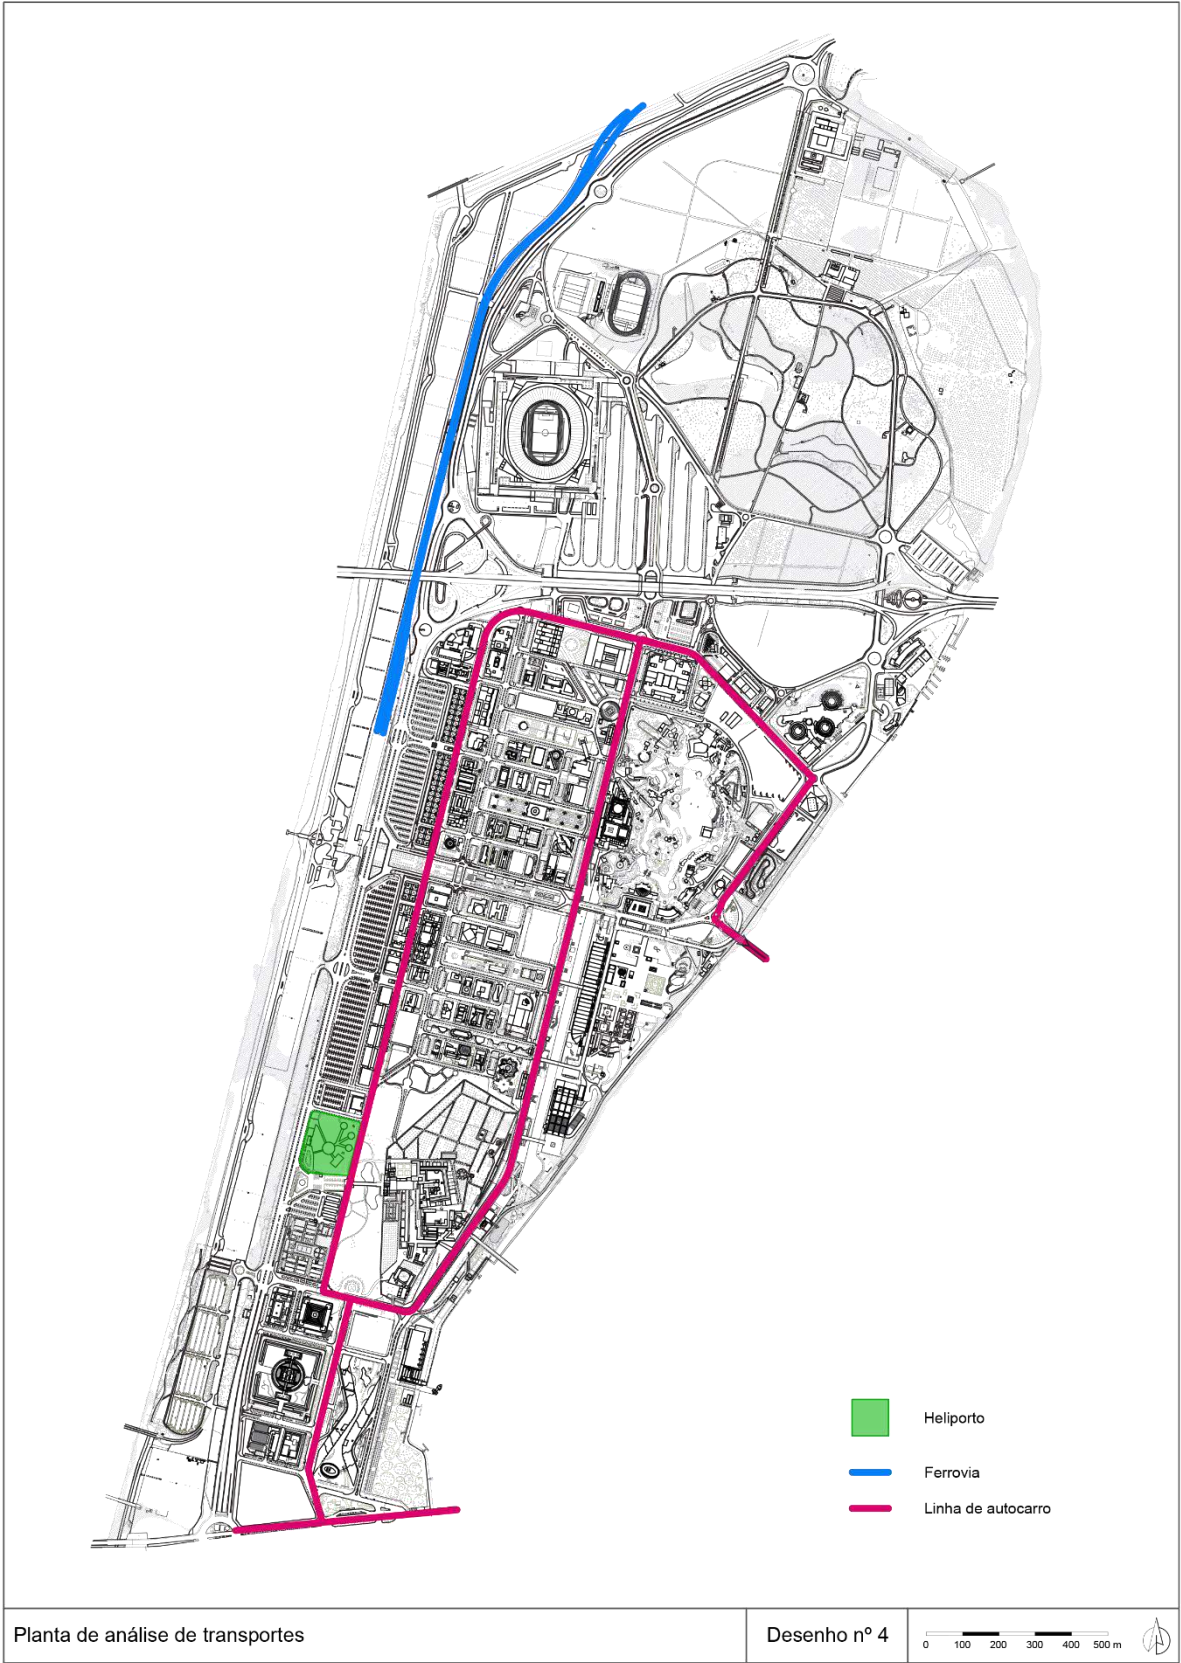 Heliporto
Ferrovia
Linha de autocarro
Planta de análise de transportes
Desenho nº 4
0 100 200 300 400 500 m